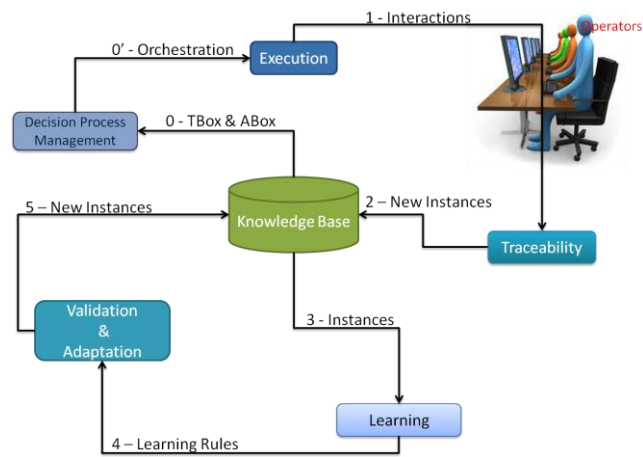 1 - Interactions
Operators
0’ - Orchestration
Execution
Decision Process
Management
0 - TBox & ABox
5 – New Instances
Knowledge Base
2 – New Instances
Traceability
Validation
&
Adaptation
3 - Instances
Learning
4 – Learning Rules